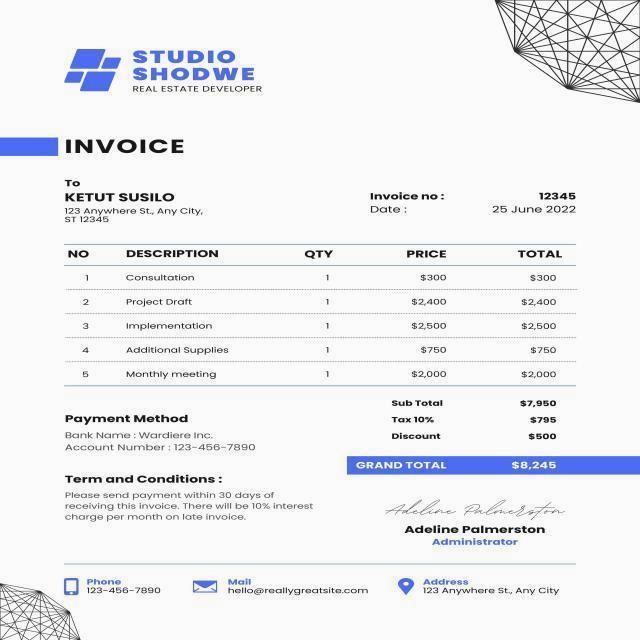 STUDIO
SHODWE
REAL ESTATE DEVELOPER
INVOICE
To
KETUT SUSILO
123 Anywhere St., Any City,
ST 12345
Invoice no : 12345
Date : 25 June 2022
NO DESCRIPTION QTY PRICE TOTAL
1 Consultation 1 $300 $300
2 Project Draft 1 $2,400 $2,400
3 Implementation 1 $2,500 $2,500
4 Additional Supplies 1 $750 $750
5 Monthly meeting 1 $2,000 $2,000
Sub Total $7,950
Tax 10% $795
Discount $500
GRAND TOTAL $8,245
Payment Method
Bank Name : Wardiere Inc.
Account Number : 123-456-7890
Term and Conditions :
Please send payment within 30 days of
receiving this invoice. There will be 10% interest
charge per month on late invoice.
Adeline Palmerston
Adeline Palmerston
Administrator
Phone
123-456-7890
Mail
hello@reallygreatsite.com
Address
123 Anywhere St., Any City